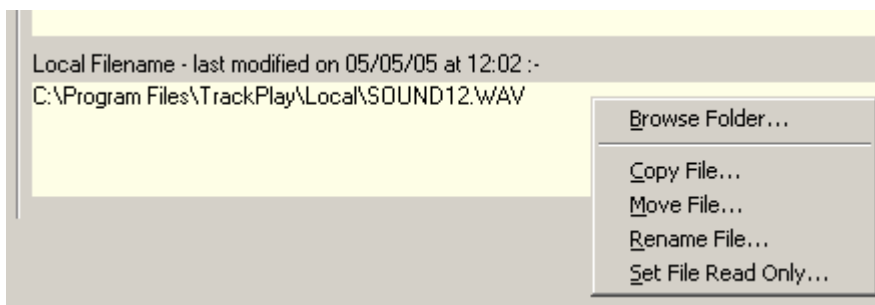 Local Filename - last modified on 05/05/05 at 12:02 :-
C:\Program Files\TrackPlay\Local\SOUND12.WAV
Browse Folder...
Copy File...
Move File...
Rename File...
Set File Read Only...